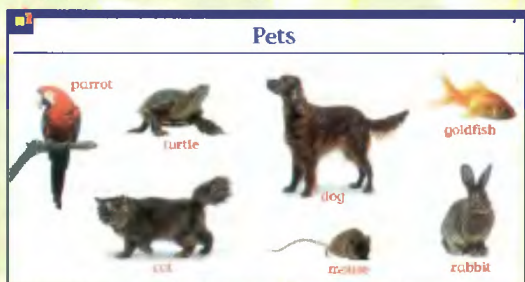 Pets
parrot
turtle
dog
goldfish
cat
mouse
rabbit